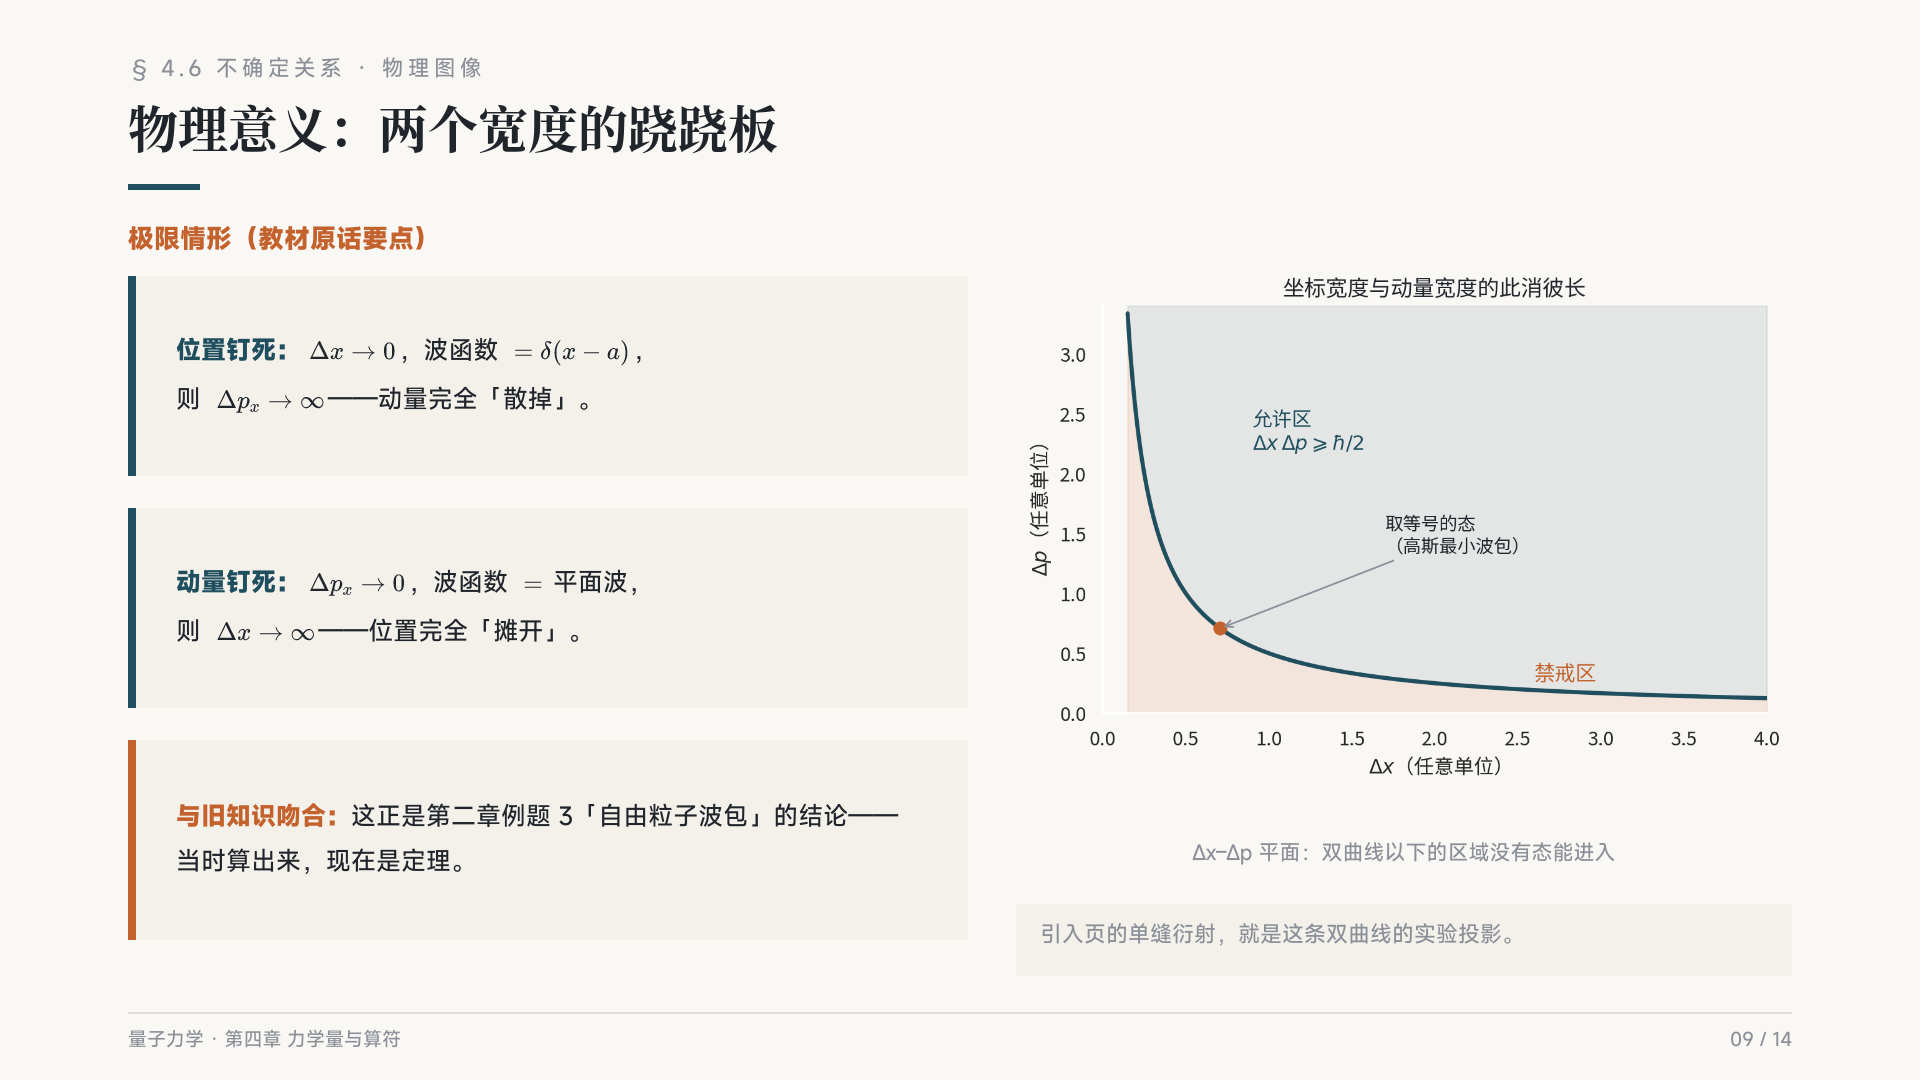 § 4.6 不确定关系 · 物理图像
物理意义：两个宽度的跷跷板
极限情形（教材原话要点）
位置钉死： Δx → 0，波函数 = δ(x − a)，
则 Δpₓ → ∞——动量完全「散掉」。
动量钉死： Δpₓ → 0，波函数 = 平面波，
则 Δx → ∞——位置完全「摊开」。
与旧知识吻合：这正是第二章例题 3「自由粒子波包」的结论——
当时算出来，现在是定理。
坐标宽度与动量宽度的此消彼长
Δp（任意单位）
3.0
2.5
2.0
1.5
1.0
0.5
0.0
允许区
Δx Δp ⩾ ℏ/2
取等号的态
（高斯最小波包）
禁戒区
0.0 0.5 1.0 1.5 2.0 2.5 3.0 3.5 4.0
Δx（任意单位）
Δx–Δp 平面：双曲线以下的区域没有态能进入
引入页的单缝衍射，就是这条双曲线的实验投影。
量子力学 · 第四章 力学量与算符
09 / 14